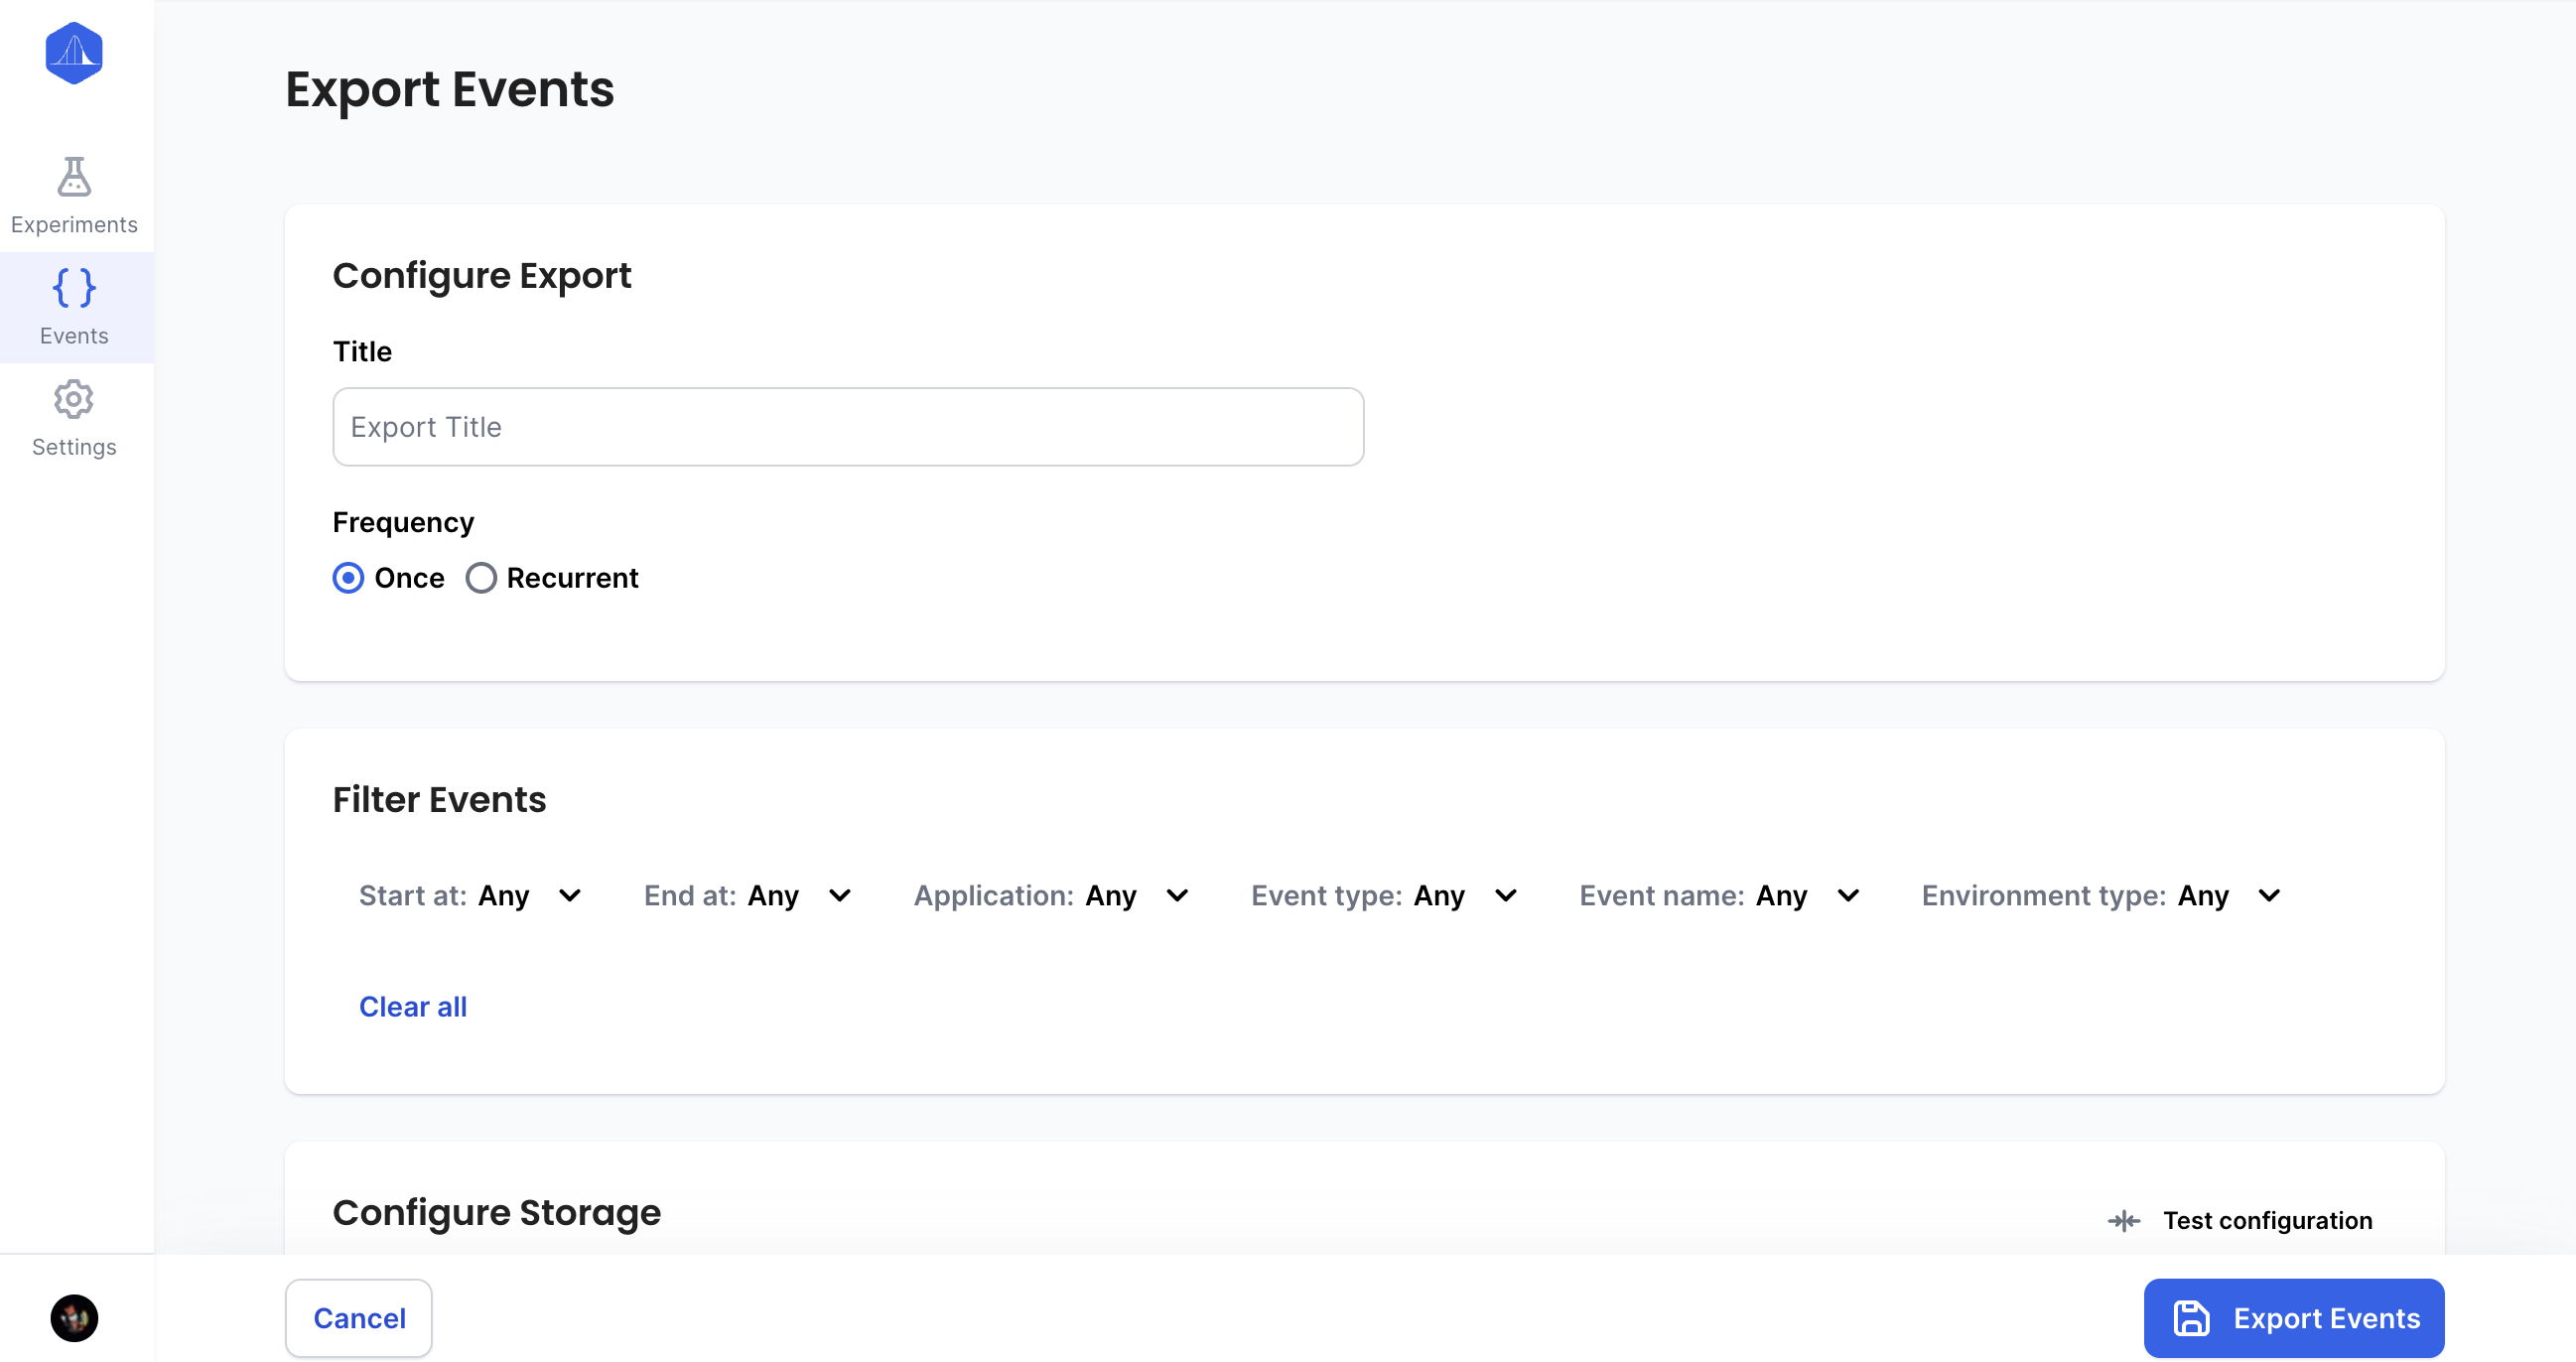 Export Events
Experiments
Events
Settings
Configure Export
Title
Export Title
Frequency
Once Recurrent
Filter Events
Start at: Any End at: Any Application: Any Event type: Any Event name: Any Environment type: Any
Clear all
Configure Storage
Test configuration
Cancel
Export Events